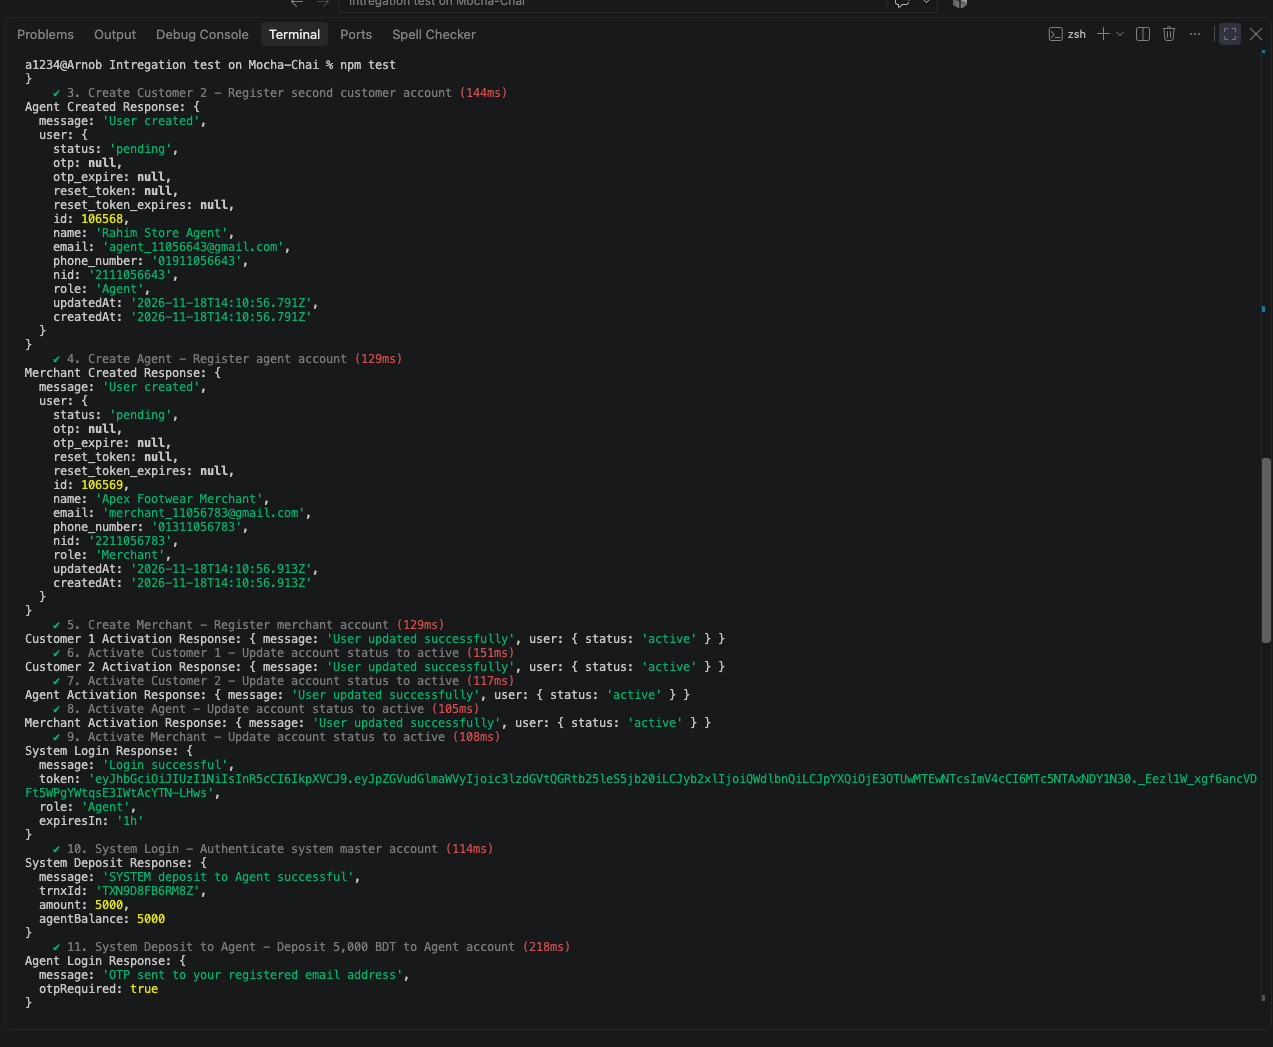 Intregation test on Mocha-Chai
Problems Output Debug Console Terminal Ports Spell Checker zsh
a1234@Arnob Intregation test on Mocha-Chai % npm test
}
✔ 3. Create Customer 2 – Register second customer account (144ms)
Agent Created Response: {
message: 'User created',
user: {
status: 'pending',
otp: null,
otp_expire: null,
reset_token: null,
reset_token_expires: null,
id: 106568,
name: 'Rahim Store Agent',
email: 'agent_11056643@gmail.com',
phone_number: '01911056643',
nid: '2111056643',
role: 'Agent',
updatedAt: '2026-11-18T14:10:56.791Z',
createdAt: '2026-11-18T14:10:56.791Z'
}
}
✔ 4. Create Agent – Register agent account (129ms)
Merchant Created Response: {
message: 'User created',
user: {
status: 'pending',
otp: null,
otp_expire: null,
reset_token: null,
reset_token_expires: null,
id: 106569,
name: 'Apex Footwear Merchant',
email: 'merchant_11056783@gmail.com',
phone_number: '01311056783',
nid: '2211056783',
role: 'Merchant',
updatedAt: '2026-11-18T14:10:56.913Z',
createdAt: '2026-11-18T14:10:56.913Z'
}
}
✔ 5. Create Merchant – Register merchant account (129ms)
Customer 1 Activation Response: { message: 'User updated successfully', user: { status: 'active' } }
✔ 6. Activate Customer 1 – Update account status to active (151ms)
Customer 2 Activation Response: { message: 'User updated successfully', user: { status: 'active' } }
✔ 7. Activate Customer 2 – Update account status to active (117ms)
Agent Activation Response: { message: 'User updated successfully', user: { status: 'active' } }
✔ 8. Activate Agent – Update account status to active (105ms)
Merchant Activation Response: { message: 'User updated successfully', user: { status: 'active' } }
✔ 9. Activate Merchant – Update account status to active (108ms)
System Login Response: {
message: 'Login successful',
token: 'eyJhbGciOiJIUzI1NiIsInR5cCI6IkpXVCJ9.eyJpZGVudGlmaWVyIjoic3lzdGVtQGRtb25leS5jb20iLCJyb2xlIjoiQWdlbnQiLCJpYXQiOjE3OTUwMTEwNTcsImV4cCI6MTc5NTAxNDY1N30._Eezl1W_xgf6ancVD
Ft5WPgYWtqsE3IWtAcYTN-LHws',
role: 'Agent',
expiresIn: '1h'
}
✔ 10. System Login – Authenticate system master account (114ms)
System Deposit Response: {
message: 'SYSTEM deposit to Agent successful',
trnxId: 'TXN9D8FB6RM8Z',
amount: 5000,
agentBalance: 5000
}
✔ 11. System Deposit to Agent – Deposit 5,000 BDT to Agent account (218ms)
Agent Login Response: {
message: 'OTP sent to your registered email address',
otpRequired: true
}